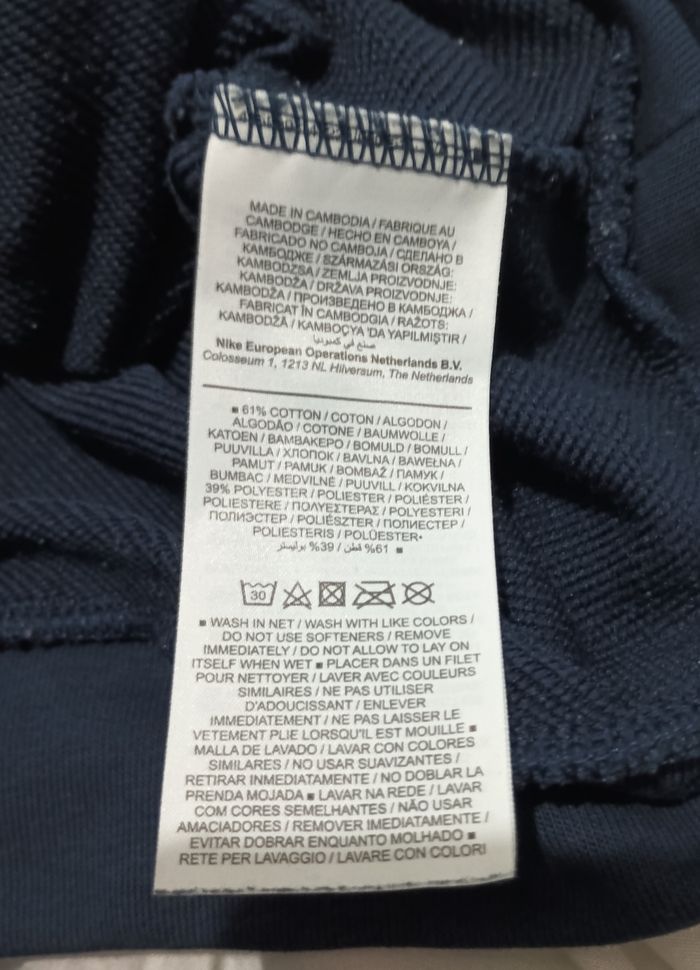 MADE IN CAMBODIA / FABRIQUE AU
CAMBODGE / HECHO EN CAMBOYA /
FABRICADO NO CAMBOJA / СДЕЛАНО В
КАМБОДЖЕ / SZÁRMAZÁSI ORSZÁG:
KAMBODZSA / ZEMLJA PROIZVODNJE:
KAMBODŽA / DRŽAVA PROIZVODNJE:
KAMBODŽA / ПРОИЗВЕДЕНО В КАМБОДЖА /
FABRICAT ÎN CAMBODGIA / RAŽOTS:
KAMBODŽĀ / KAMBOÇYA 'DA YAPILMIŞTIR /
صنع في كمبوديا
Nike European Operations Netherlands B.V.
Colosseum 1, 1213 NL Hilversum, The Netherlands
■ 61% COTTON / COTON / ALGODON /
ALGODÃO / COTONE / BAUMWOLLE /
KATOEN / ΒΑΜΒΑΚΕΡΟ / BOMULD / BOMULL /
PUUVILLA / ХЛОПОК / BAVLNA / BAWEŁNA /
PAMUT / PAMUK / BOMBAŽ / ПАМУК /
BUMBAC / MEDVILNĖ / PUUVILL / KOKVILNA
39% POLYESTER / POLIESTER / POLIÉSTER /
POLIESTERE / ΠΟΛΥΕΣΤΕΡΑΣ / POLYESTERI /
ПОЛИЭСТЕР / POLIÉSZTER / ПОЛИЕСТЕР /
POLIESTERIS / POLÜESTER•
61% قطن / 39% بوليستر ■
30
■ WASH IN NET / WASH WITH LIKE COLORS /
DO NOT USE SOFTENERS / REMOVE
IMMEDIATELY / DO NOT ALLOW TO LAY ON
ITSELF WHEN WET ■ PLACER DANS UN FILET
POUR NETTOYER / LAVER AVEC COULEURS
SIMILAIRES / NE PAS UTILISER
D'ADOUCISSANT / ENLEVER
IMMÉDIATEMENT / NE PAS LAISSER LE
VETEMENT PLIE LORSQU'IL EST MOUILLE ■
MALLA DE LAVADO / LAVAR CON COLORES
SIMILARES / NO USAR SUAVIZANTES /
RETIRAR INMEDIATAMENTE / NO DOBLAR LA
PRENDA MOJADA ■ LAVAR NA REDE / LAVAR
COM CORES SEMELHANTES / NÃO USAR
AMACIADORES / REMOVER IMEDIATAMENTE /
EVITAR DOBRAR ENQUANTO MOLHADO ■
RETE PER LAVAGGIO / LAVARE CON COLORI